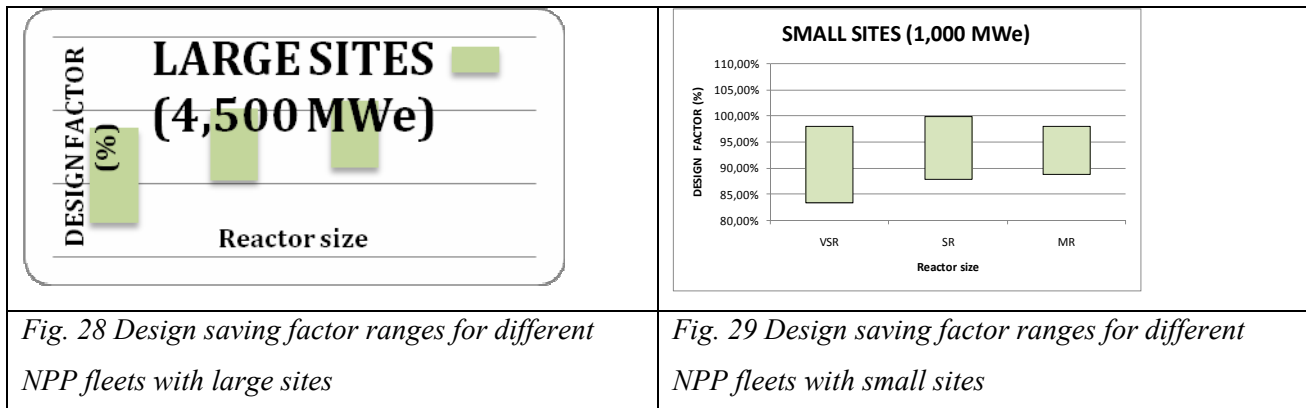 DESIGN FACTOR
(%)
LARGE SITES
(4,500 MWe)
Reactor size
SMALL SITES (1,000 MWe)
DESIGN FACTOR (%)
110,00%
105,00%
100,00%
95,00%
90,00%
85,00%
80,00%
VSR SR MR
Reactor size
Fig. 28 Design saving factor ranges for different
NPP fleets with large sites
Fig. 29 Design saving factor ranges for different
NPP fleets with small sites